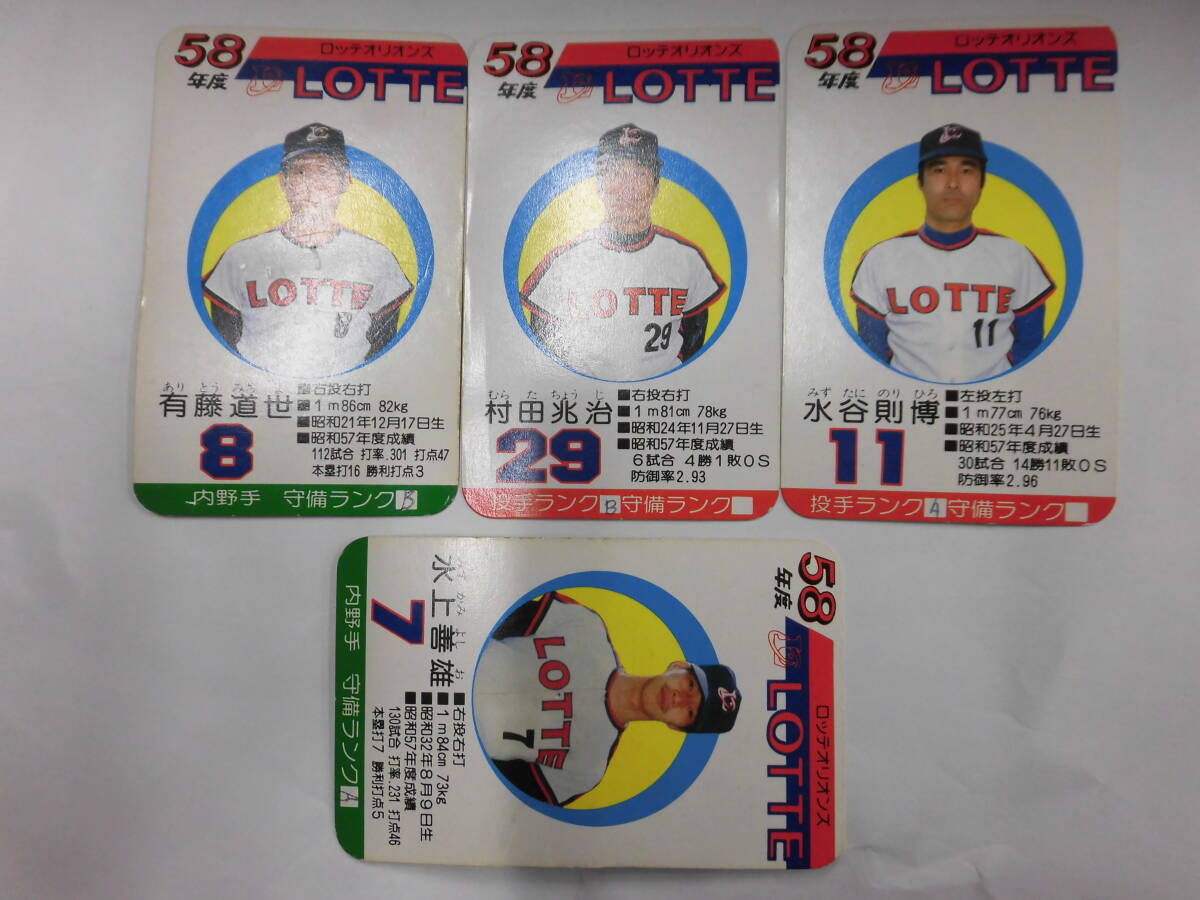 58
年度
ロッテオリオンズ
LOTTE
LOTTE
8
あり とう みち よ
有藤道世
8
■右投右打
■1m86cm 82kg
■昭和21年12月17日生
■昭和57年度成績
112試合 打率.301 打点47
本塁打16 勝利打点3
内野手 守備ランクB
58
年度
ロッテオリオンズ
LOTTE
LOTTE
29
むら た ちょう じ
村田兆治
29
■右投右打
■1m81cm 78kg
■昭和24年11月27日生
■昭和57年度成績
6試合 4勝1敗0S
防御率2.93
投手ランクB守備ランク
58
年度
ロッテオリオンズ
LOTTE
LOTTE
11
みず たに のり ひろ
水谷則博
11
■左投左打
■1m77cm 76kg
■昭和25年4月27日生
■昭和57年度成績
30試合 14勝11敗0S
防御率2.96
投手ランクA守備ランク
58
年度
ロッテオリオンズ
LOTTE
LOTTE
7
みず かみ よし お
水上善雄
7
■右投右打
■1m84cm 73kg
■昭和32年8月9日生
■昭和57年度成績
130試合 打率.231 打点46
本塁打7 勝利打点5
内野手 守備ランクA